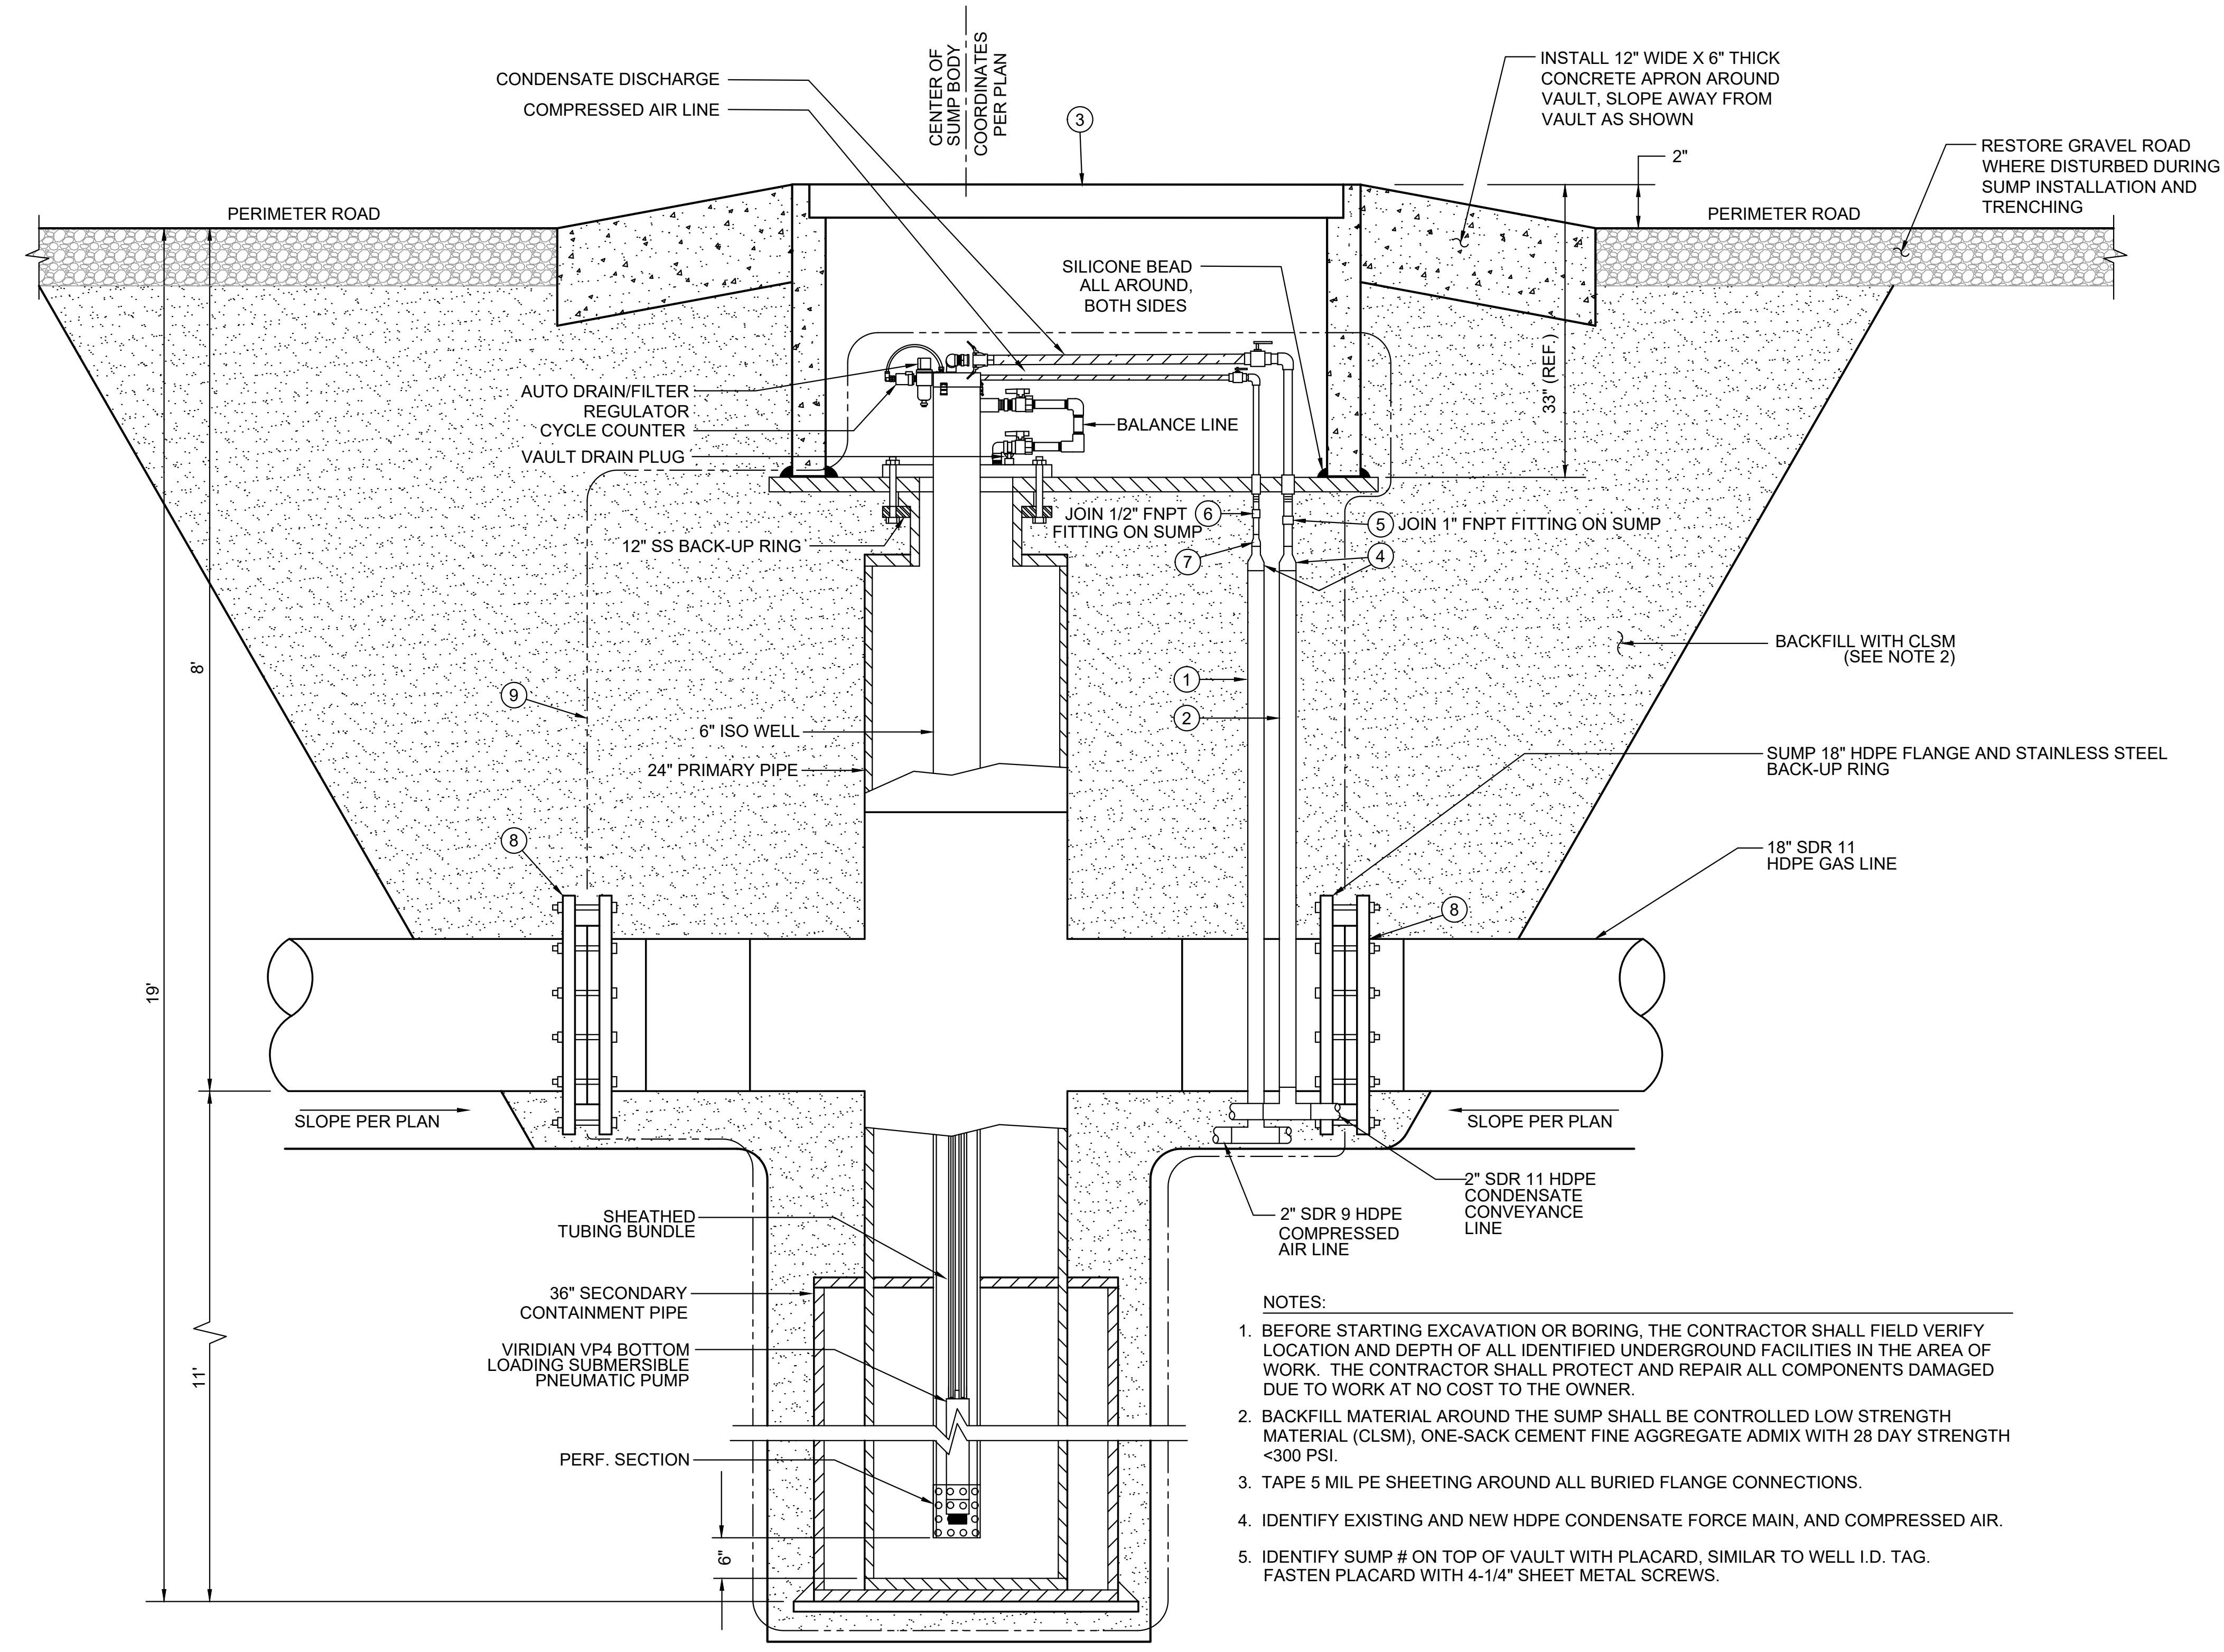 CENTER OF
SUMP BODY
COORDINATES
PER PLAN
CONDENSATE DISCHARGE
COMPRESSED AIR LINE
3
INSTALL 12" WIDE X 6" THICK
CONCRETE APRON AROUND
VAULT, SLOPE AWAY FROM
VAULT AS SHOWN
2"
RESTORE GRAVEL ROAD
WHERE DISTURBED DURING
SUMP INSTALLATION AND
TRENCHING
PERIMETER ROAD
PERIMETER ROAD
SILICONE BEAD
ALL AROUND,
BOTH SIDES
33" (REF.)
AUTO DRAIN/FILTER
REGULATOR
CYCLE COUNTER
VAULT DRAIN PLUG
BALANCE LINE
12" SS BACK-UP RING
JOIN 1/2" FNPT
FITTING ON SUMP
6
5
JOIN 1" FNPT FITTING ON SUMP
7
4
8'
BACKFILL WITH CLSM
(SEE NOTE 2)
9
1
2
6" ISO WELL
24" PRIMARY PIPE
SUMP 18" HDPE FLANGE AND STAINLESS STEEL
BACK-UP RING
8
18" SDR 11
HDPE GAS LINE
8
19'
SLOPE PER PLAN
SLOPE PER PLAN
2" SDR 11 HDPE
CONDENSATE
CONVEYANCE
LINE
2" SDR 9 HDPE
COMPRESSED
AIR LINE
SHEATHED
TUBING BUNDLE
36" SECONDARY
CONTAINMENT PIPE
VIRIDIAN VP4 BOTTOM
LOADING SUBMERSIBLE
PNEUMATIC PUMP
11'
PERF. SECTION
6"
NOTES:
1. BEFORE STARTING EXCAVATION OR BORING, THE CONTRACTOR SHALL FIELD VERIFY
LOCATION AND DEPTH OF ALL IDENTIFIED UNDERGROUND FACILITIES IN THE AREA OF
WORK. THE CONTRACTOR SHALL PROTECT AND REPAIR ALL COMPONENTS DAMAGED
DUE TO WORK AT NO COST TO THE OWNER.
2. BACKFILL MATERIAL AROUND THE SUMP SHALL BE CONTROLLED LOW STRENGTH
MATERIAL (CLSM), ONE-SACK CEMENT FINE AGGREGATE ADMIX WITH 28 DAY STRENGTH
<300 PSI.
3. TAPE 5 MIL PE SHEETING AROUND ALL BURIED FLANGE CONNECTIONS.
4. IDENTIFY EXISTING AND NEW HDPE CONDENSATE FORCE MAIN, AND COMPRESSED AIR.
5. IDENTIFY SUMP # ON TOP OF VAULT WITH PLACARD, SIMILAR TO WELL I.D. TAG.
FASTEN PLACARD WITH 4-1/4" SHEET METAL SCREWS.